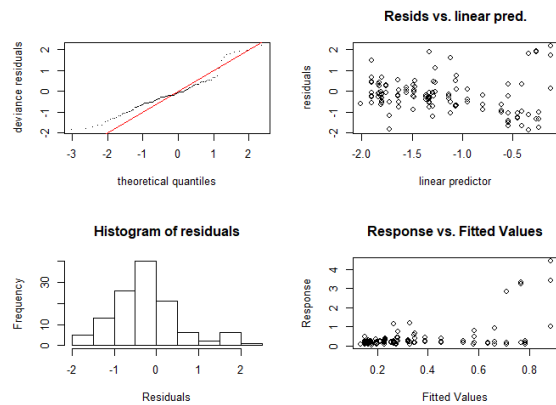 Resids vs. linear pred.
deviance residuals
-2 -1 0 1 2
-3 -2 -1 0 1 2
theoretical quantiles
residuals
-2 -1 0 1 2
-2.0 -1.5 -1.0 -0.5
linear predictor
Histogram of residuals
Frequency
0 10 30
-2 -1 0 1 2
Residuals
Response vs. Fitted Values
Response
0 1 2 3 4
0.2 0.4 0.6 0.8
Fitted Values